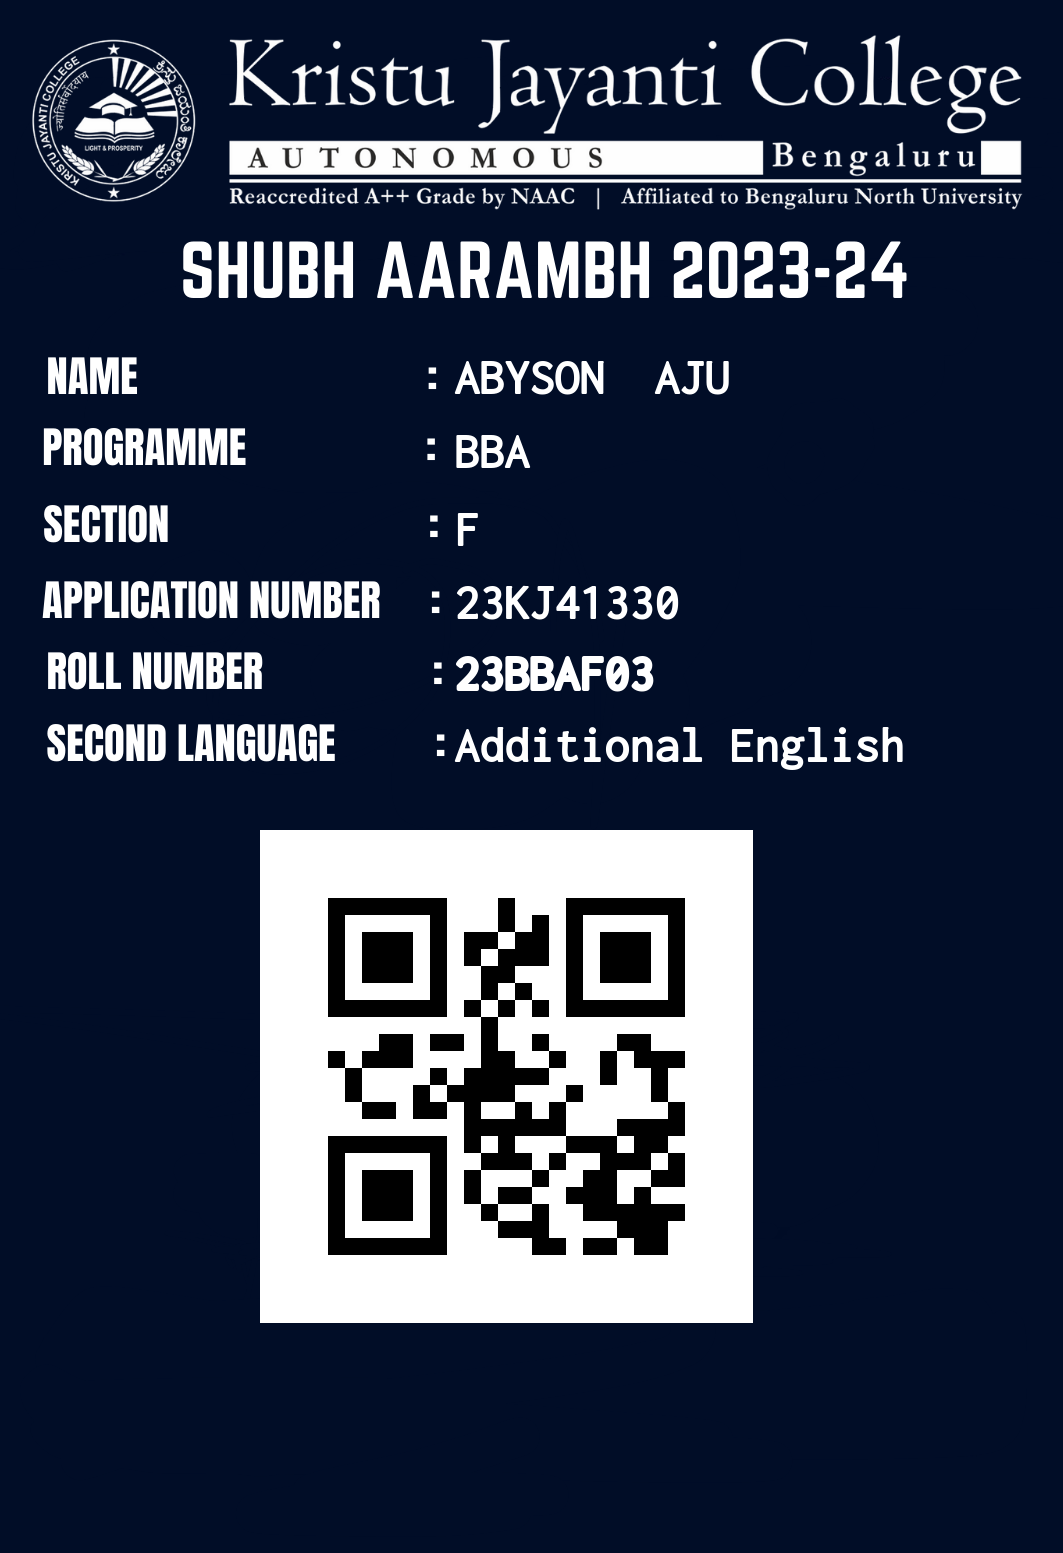 KRISTU JAYANTI COLLEGE
ಕ್ರಿಸ್ತು ಜಯಂತಿ ಕಾಲೇಜು
LIGHT & PROSPERITY
Kristu Jayanti College
AUTONOMOUS Bengaluru
Reaccredited A++ Grade by NAAC | Affiliated to Bengaluru North University
SHUBH AARAMBH 2023-24
NAME : ABYSON AJU
PROGRAMME : BBA
SECTION : F
APPLICATION NUMBER : 23KJ41330
ROLL NUMBER : 23BBAF03
SECOND LANGUAGE : Additional English